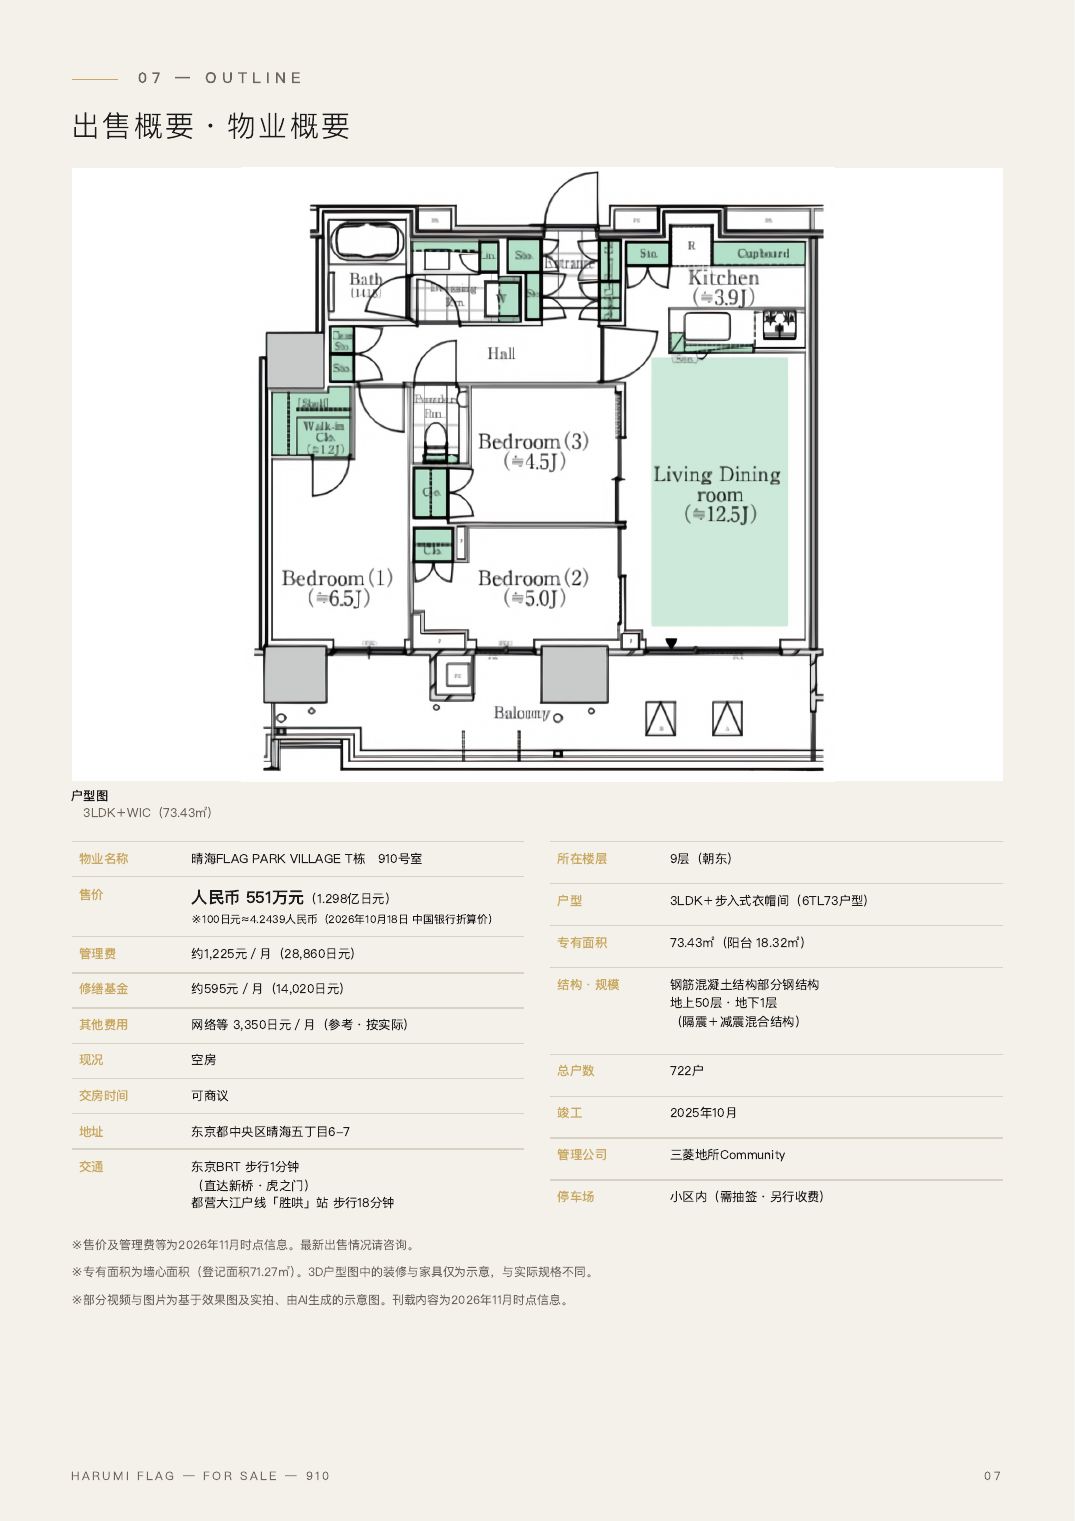 07 — OUTLINE
出售概要・物业概要
Bath
Sto.
Entrance
Sto.
R
Cupboard
Kitchen
(≒3.9J)
W
Hall
Sto.
Sto.
Walk-in
Clo.
(≒1.2J)
Bedroom(3)
(≒4.5J)
Clo.
Clo.
Living Dining
room
(≒12.5J)
Bedroom(1)
(≒6.5J)
Bedroom(2)
(≒5.0J)
Balcony
户型图
3LDK+WIC（73.43㎡）
物业名称 晴海FLAG PARK VILLAGE T栋 910号室
售价 人民币 551万元（1.298亿日元）
※100日元≈4.2439人民币（2026年10月18日 中国银行折算价）
管理费 约1,225元 / 月（28,860日元）
修缮基金 约595元 / 月（14,020日元）
其他费用 网络等 3,350日元 / 月（参考・按实际）
现况 空房
交房时间 可商议
地址 东京都中央区晴海五丁目6–7
交通 东京BRT 步行1分钟
（直达新桥・虎之门）
都营大江户线「胜哄」站 步行18分钟
所在楼层 9层（朝东）
户型 3LDK＋步入式衣帽间（6TL73户型）
专有面积 73.43㎡（阳台 18.32㎡）
结构・规模 钢筋混凝土结构部分钢结构
地上50层・地下1层
（隔震＋减震混合结构）
总户数 722户
竣工 2025年10月
管理公司 三菱地所Community
停车场 小区内（需抽签・另行收费）
※售价及管理费等为2026年11月时点信息。最新出售情况请咨询。
※专有面积为墙心面积（登记面积71.27㎡）。3D户型图中的装修与家具仅为示意，与实际规格不同。
※部分视频与图片为基于效果图及实拍、由AI生成的示意图。刊载内容为2026年11月时点信息。
HARUMI FLAG — FOR SALE — 910
07